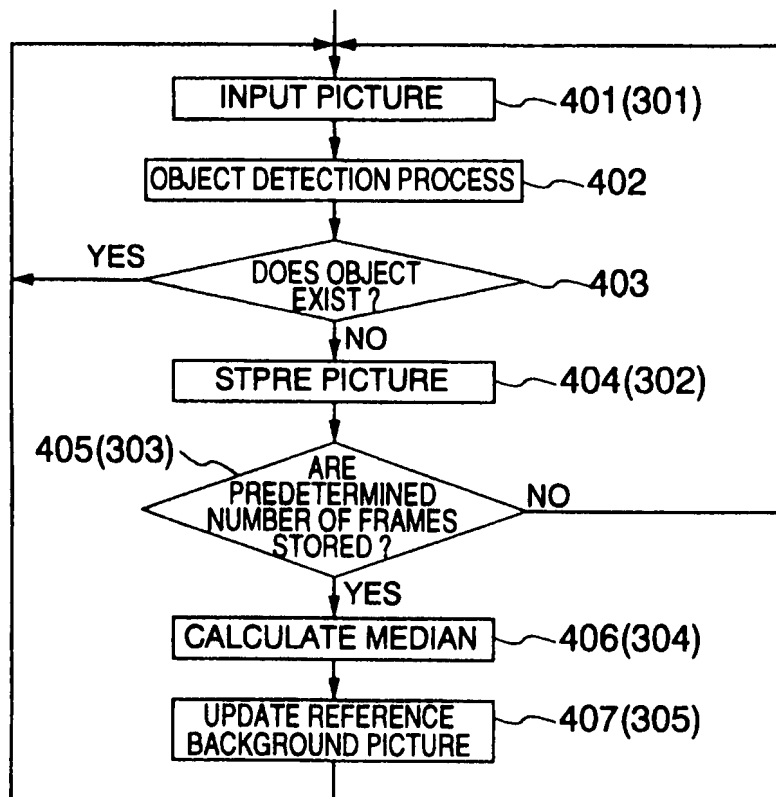 INPUT PICTURE
401(301)
OBJECT DETECTION PROCESS
402
YES
DOES OBJECT
EXIST ?
403
NO
STPRE PICTURE
404(302)
405(303)
ARE
PREDETERMINED
NUMBER OF FRAMES
STORED ?
NO
YES
CALCULATE MEDIAN
406(304)
UPDATE REFERENCE
BACKGROUND PICTURE
407(305)